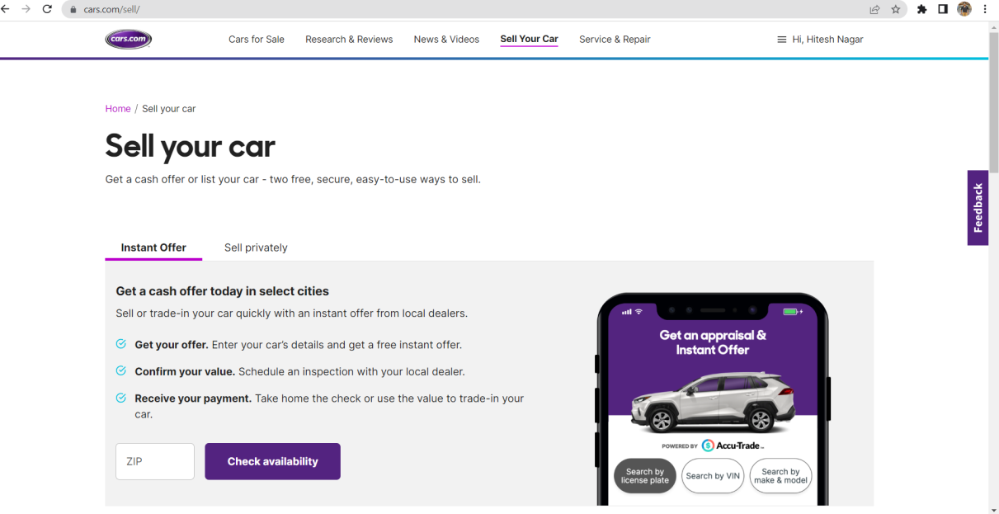 cars.com/sell/
cars.com
Cars for Sale
Research & Reviews
News & Videos
Sell Your Car
Service & Repair
Hi, Hitesh Nagar
Home / Sell your car
Sell your car
Get a cash offer or list your car - two free, secure, easy-to-use ways to sell.
Feedback
Instant Offer
Sell privately
Get a cash offer today in select cities
Sell or trade-in your car quickly with an instant offer from local dealers.
Get your offer. Enter your car’s details and get a free instant offer.
Confirm your value. Schedule an inspection with your local dealer.
Receive your payment. Take home the check or use the value to trade-in your
car.
ZIP
Check availability
Get an appraisal &
Instant Offer
POWERED BY
Accu-Trade
Search by
license plate
Search by VIN
Search by
make & model